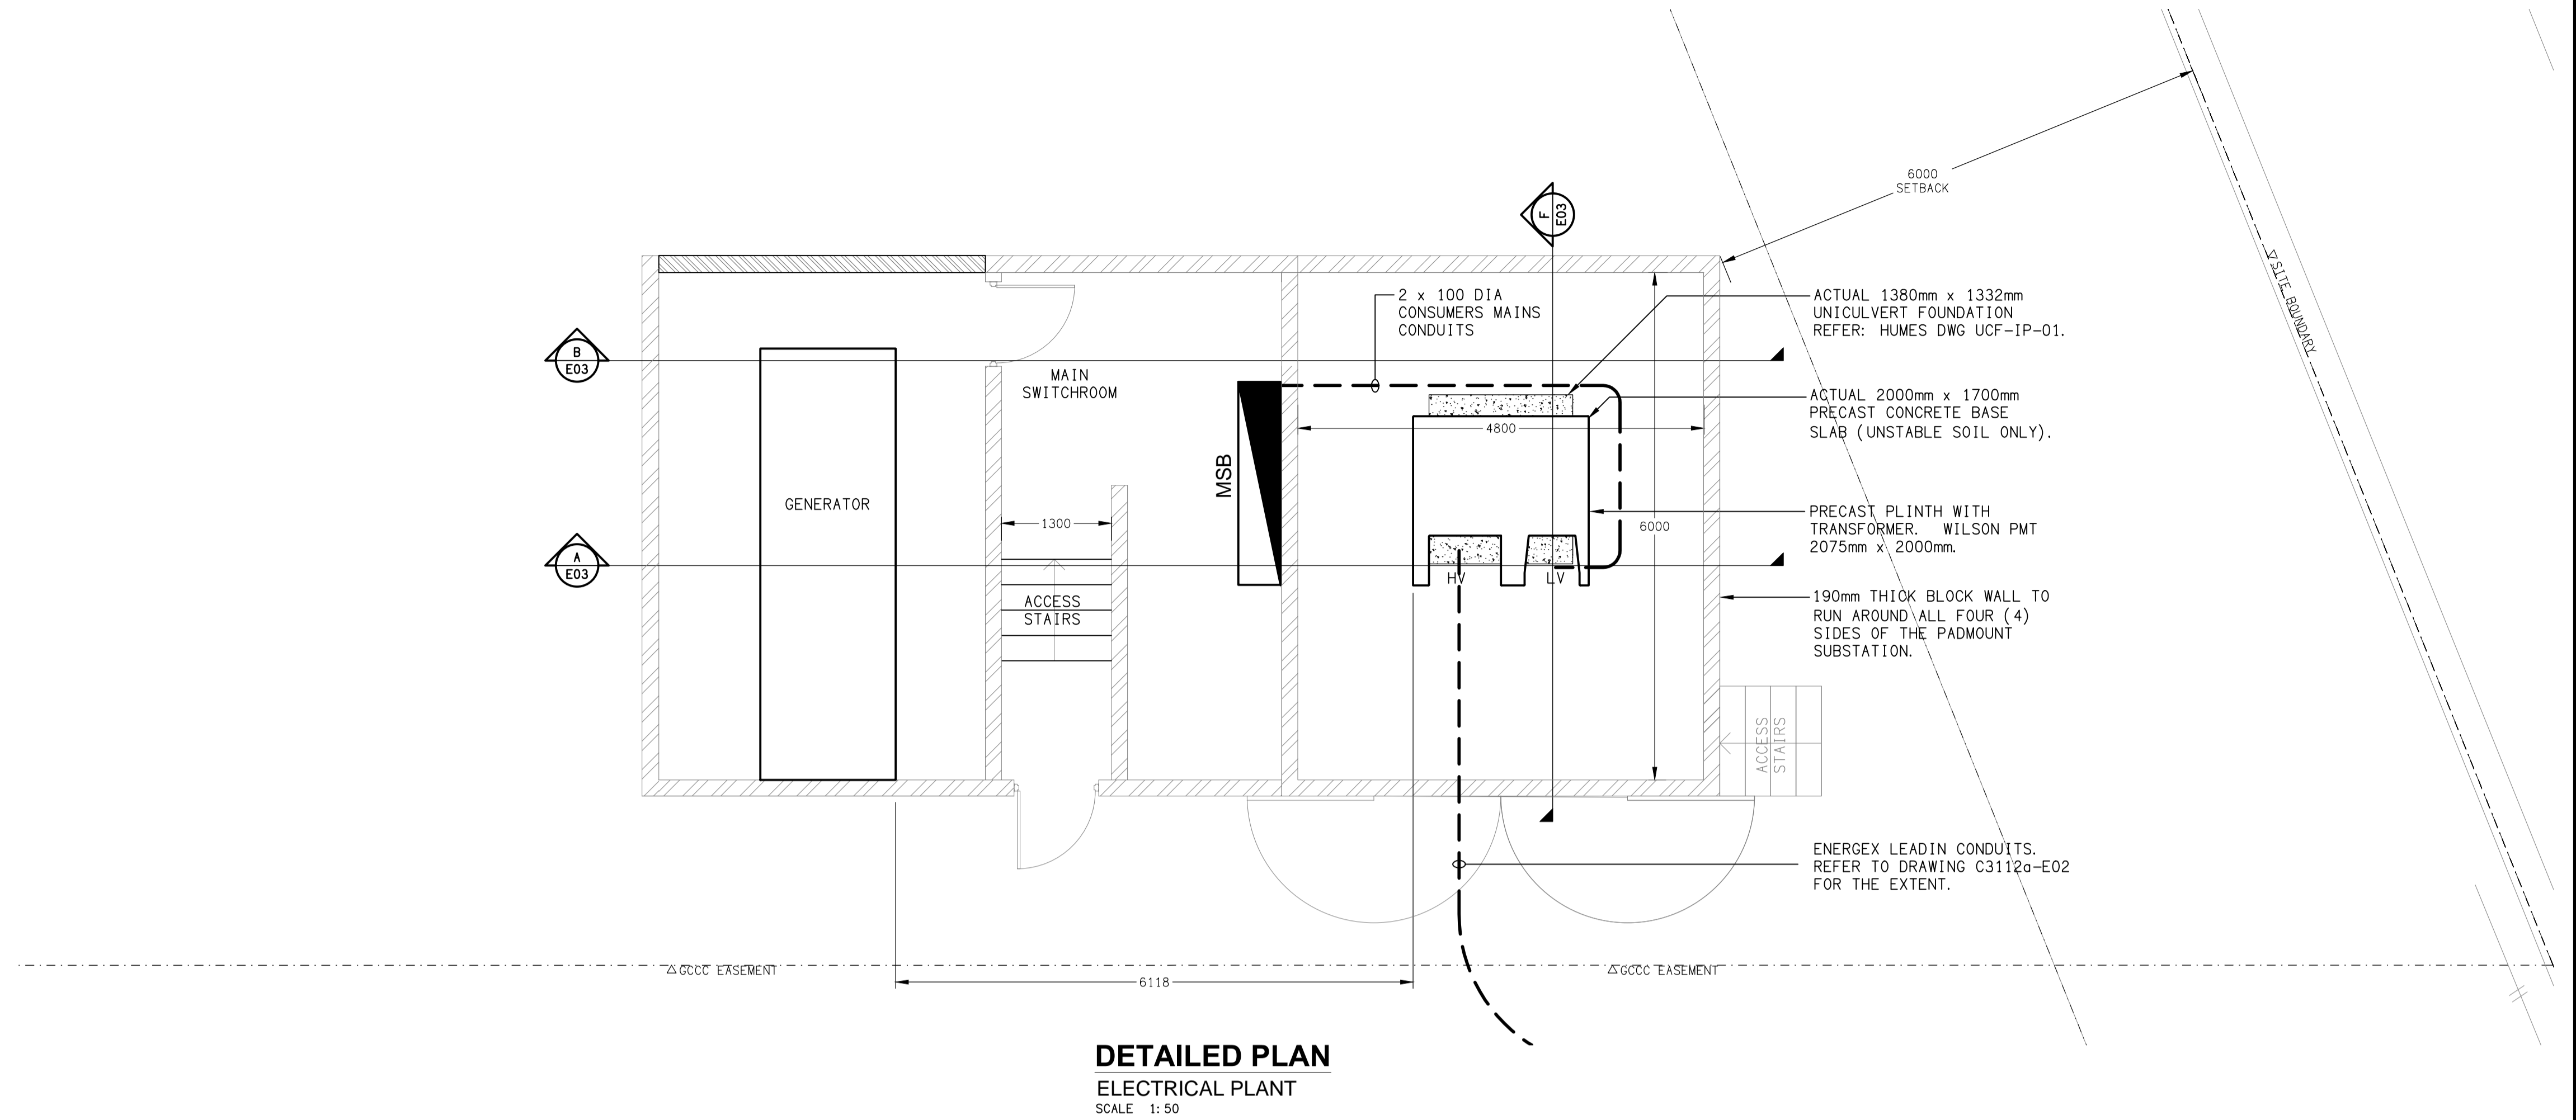 6000
SETBACK
F
E03
SITE BOUNDARY
2 x 100 DIA
CONSUMERS MAINS
CONDUITS
ACTUAL 1380mm x 1332mm
UNICULVERT FOUNDATION
REFER: HUMES DWG UCF-IP-01.
B
E03
MAIN
SWITCHROOM
ACTUAL 2000mm x 1700mm
PRECAST CONCRETE BASE
SLAB (UNSTABLE SOIL ONLY).
4800
MSB
GENERATOR
1300
6000
PRECAST PLINTH WITH
TRANSFORMER. WILSON PMT
2075mm x 2000mm.
A
E03
HV
LV
ACCESS
STAIRS
190mm THICK BLOCK WALL TO
RUN AROUND ALL FOUR (4)
SIDES OF THE PADMOUNT
SUBSTATION.
ACCESS
STAIRS
ENERGEX LEADIN CONDUITS.
REFER TO DRAWING C3112a-E02
FOR THE EXTENT.
GCCC EASEMENT
GCCC EASEMENT
6118
DETAILED PLAN
ELECTRICAL PLANT
SCALE 1:50